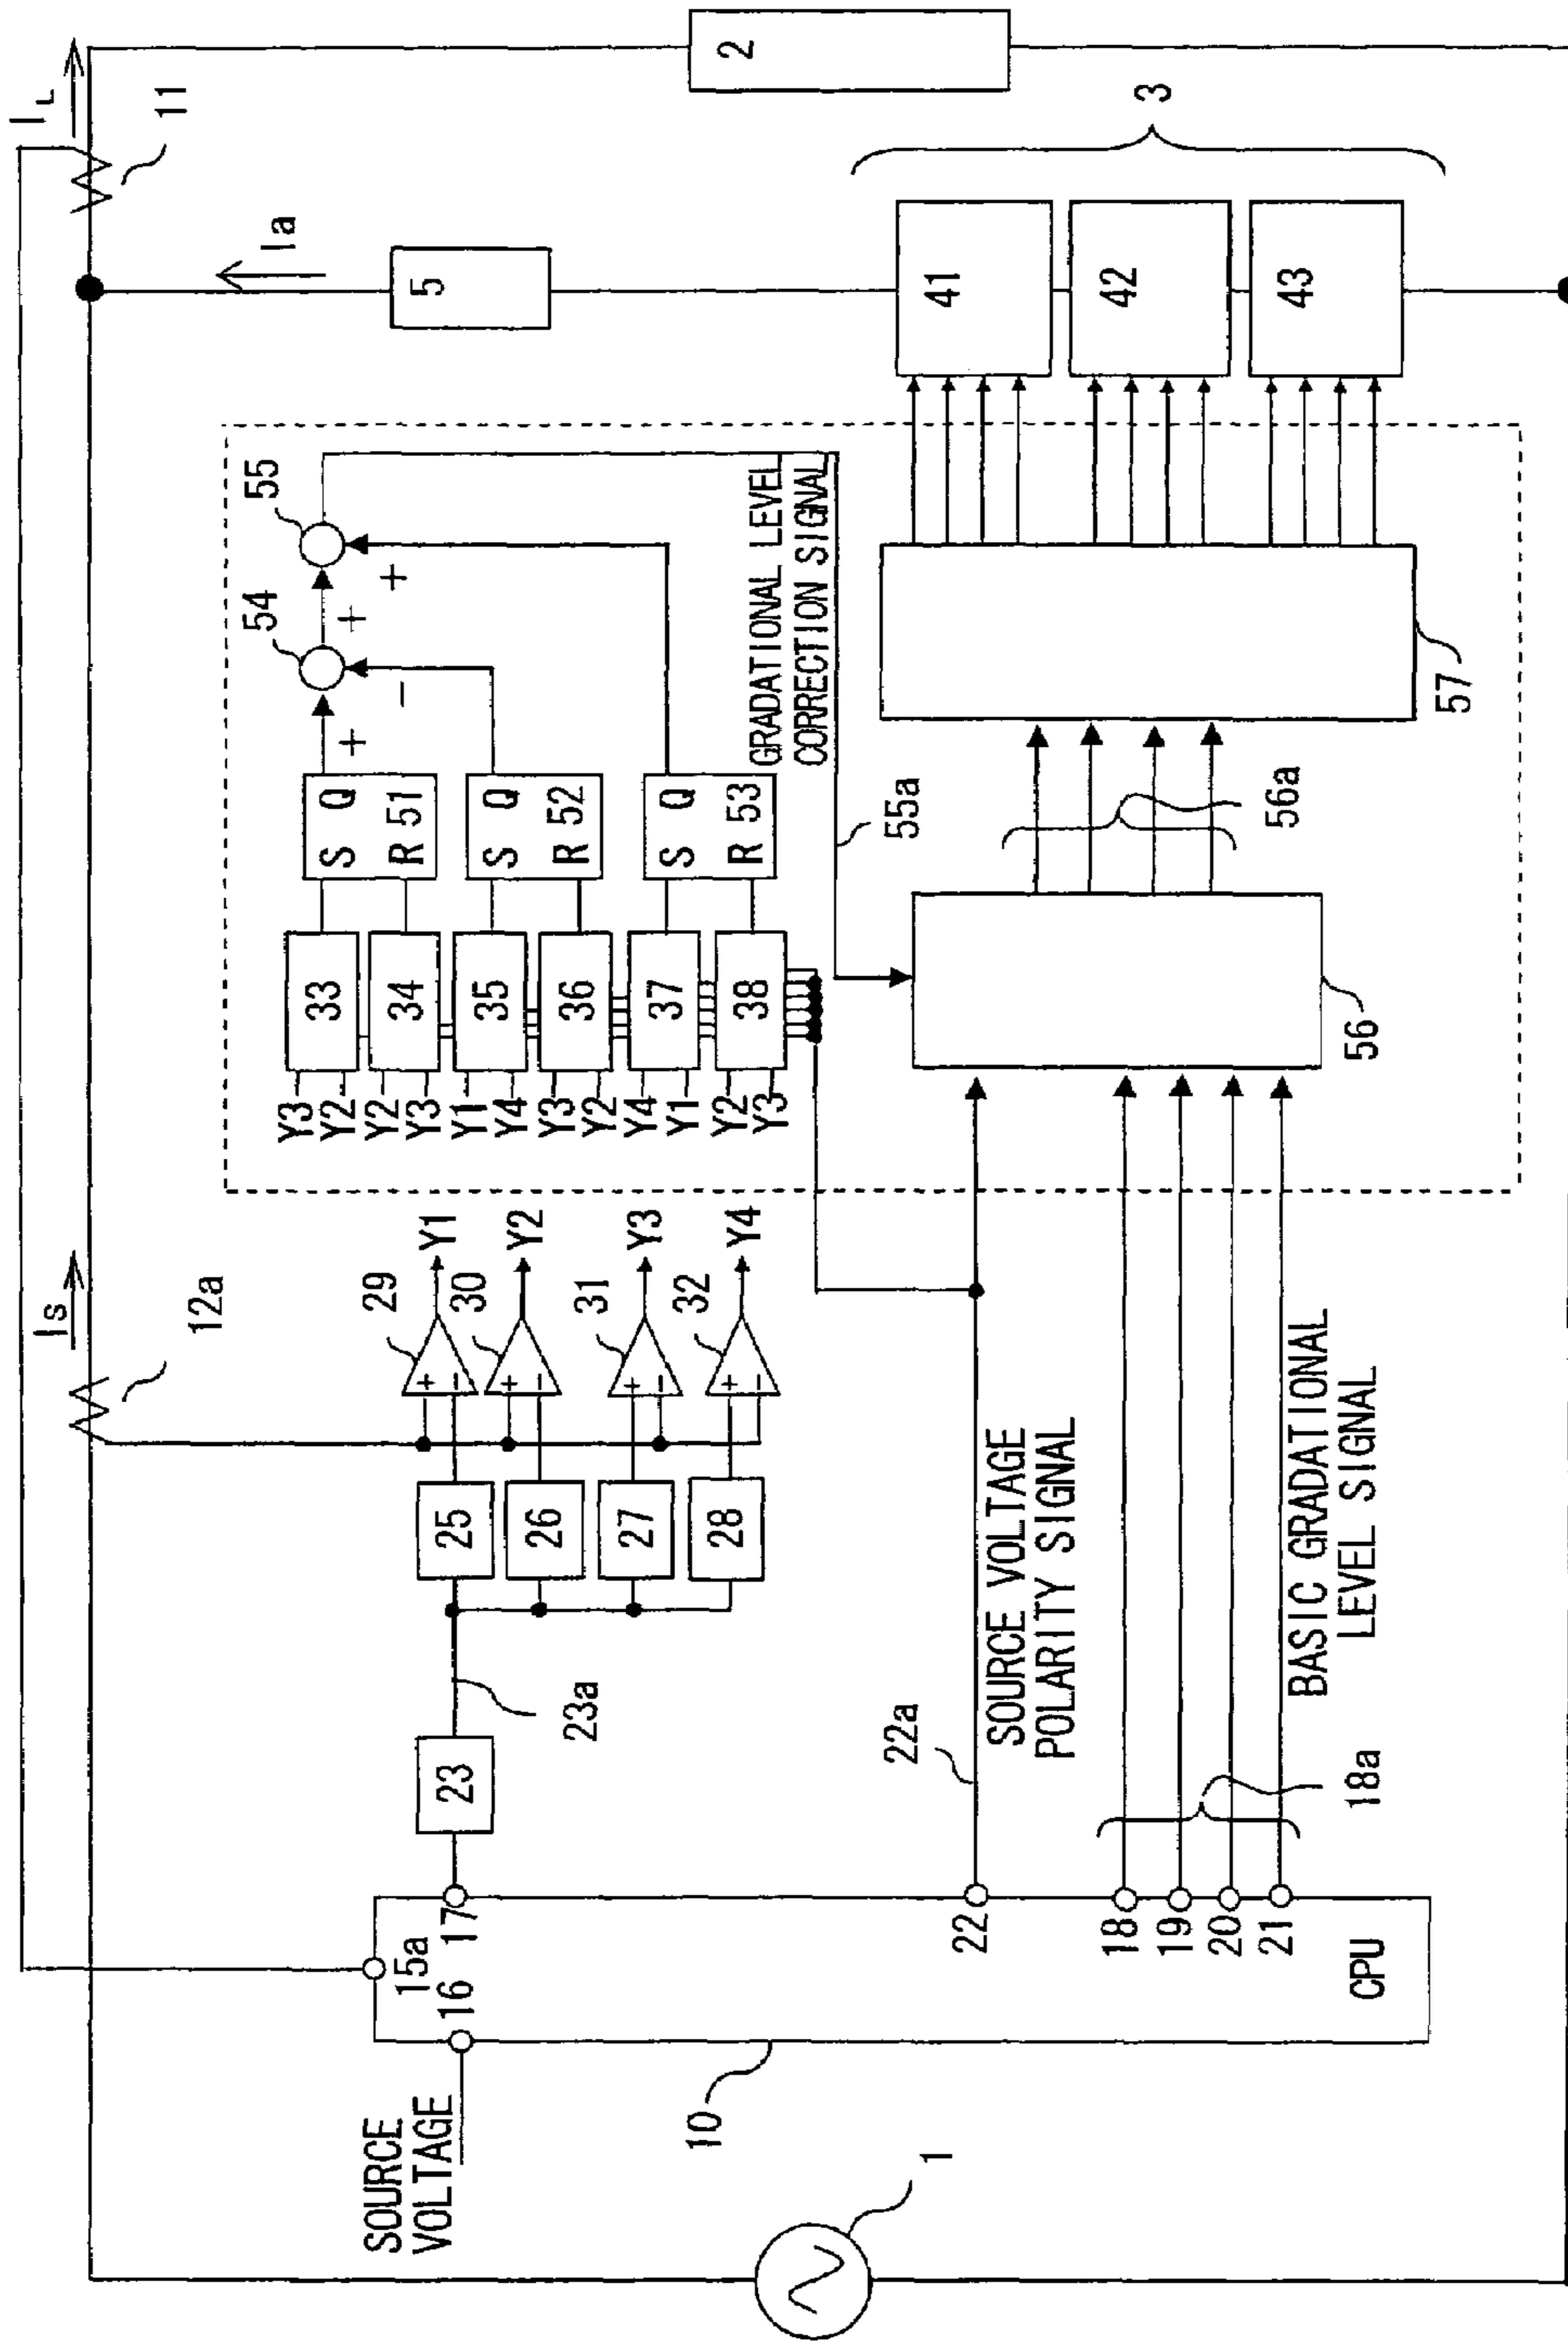 IL
11
2
3
Ia
5
41
42
43
55
54
+
+
+
−
GRADATIONAL LEVEL
CORRECTION SIGNAL
57
S Q
R 51
S Q
R 52
S Q
R 53
55a
56a
33
34
35
36
37
38
56
Y3
Y2
Y2
Y3
Y1
Y4
Y3
Y2
Y4
Y1
Y2
Y3
IS
12a
Y1
Y2
Y3
Y4
29
30
31
32
+
−
+
−
+
−
+
−
25
26
27
28
23a
23
22a
SOURCE VOLTAGE
POLARITY SIGNAL
BASIC GRADATIONAL
LEVEL SIGNAL
18a
17
15a
16
22
18
19
20
21
CPU
10
SOURCE
VOLTAGE
1